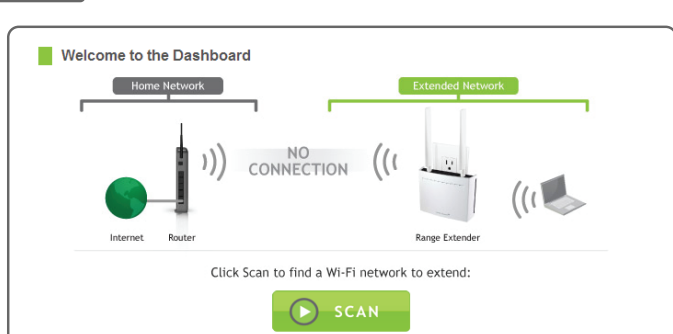 Welcome to the Dashboard
Home Network
Extended Network
NO
CONNECTION
Internet
Router
Range Extender
Click Scan to find a Wi-Fi network to extend:
SCAN